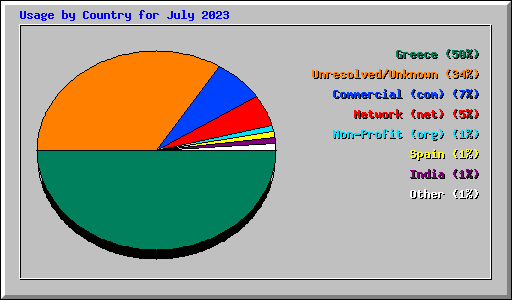 Usage by Country for July 2023
Greece (50%)
Unresolved/Unknown (34%)
Commercial (com) (7%)
Network (net) (5%)
Non-Profit (org) (1%)
Spain (1%)
India (1%)
Other (1%)